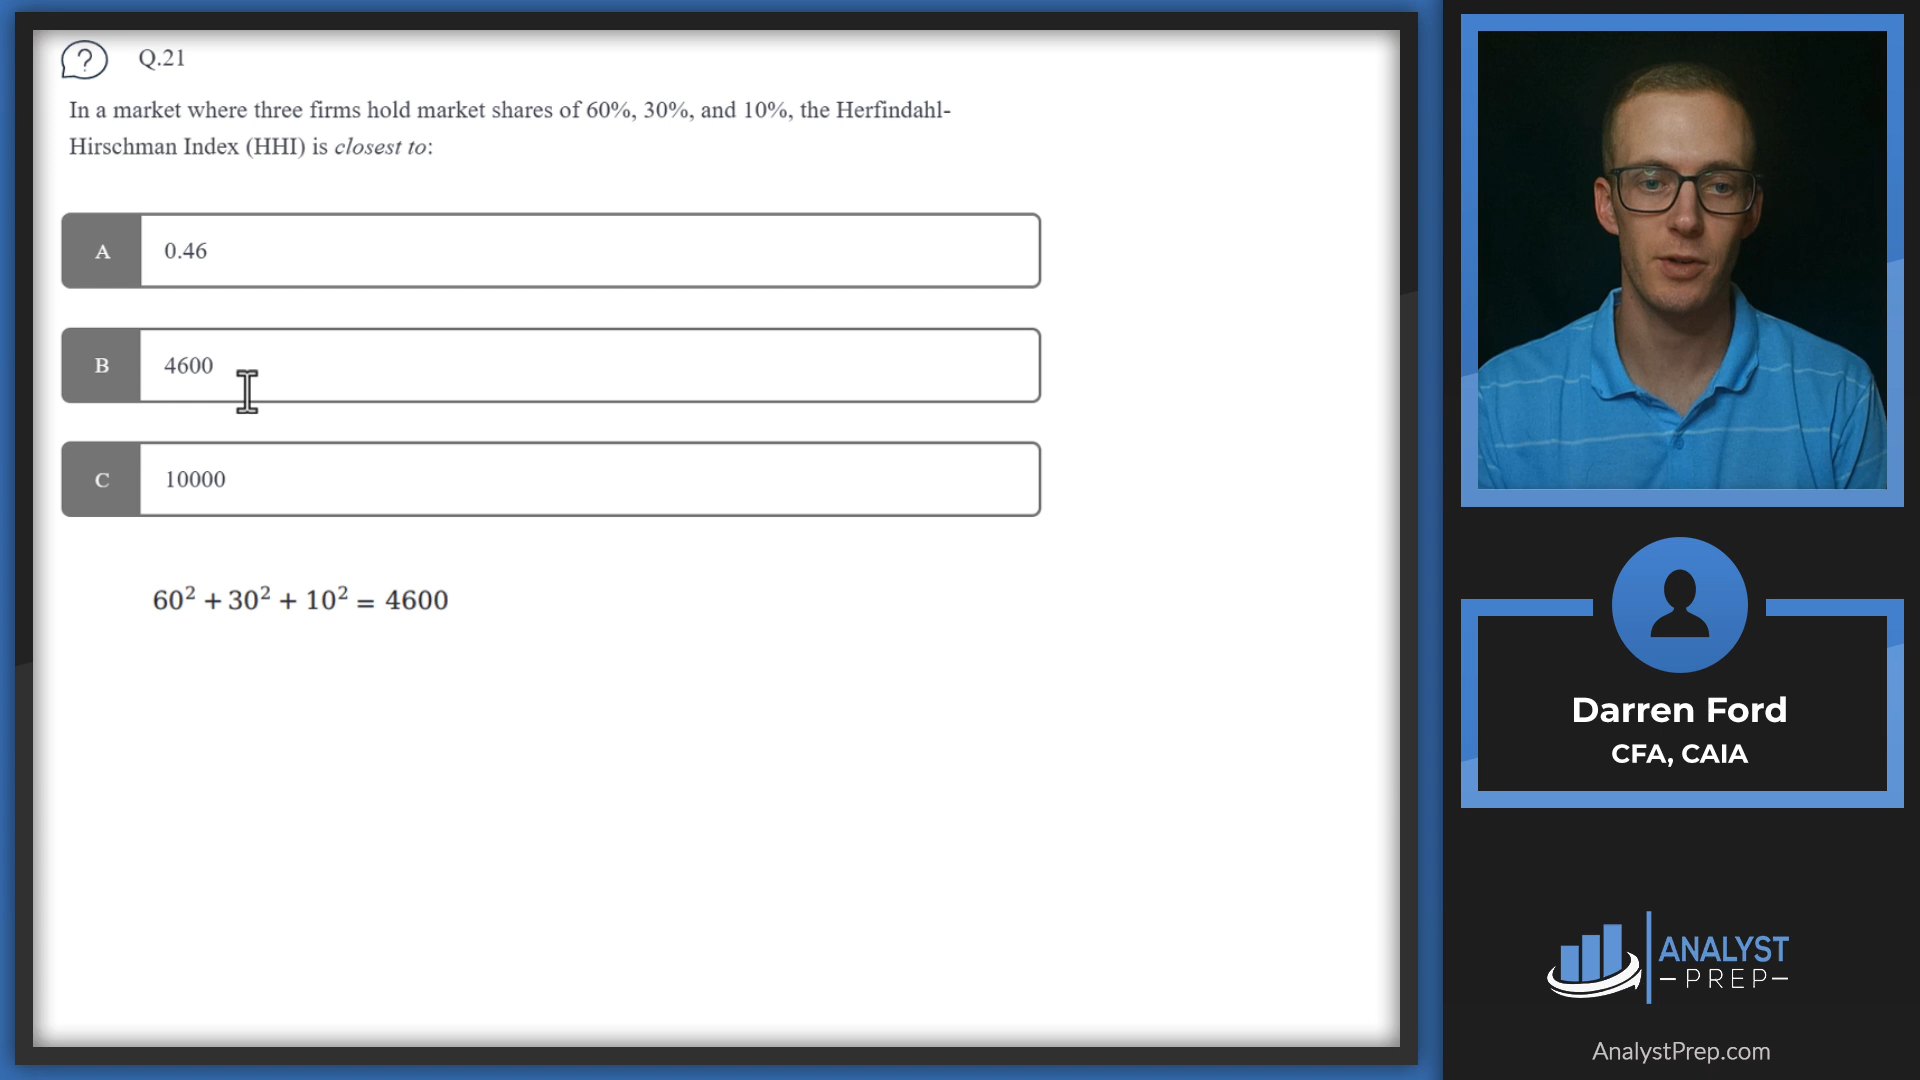 ?
Q.21
In a market where three firms hold market shares of 60%, 30%, and 10%, the Herfindahl-
Hirschman Index (HHI) is closest to:
A
0.46
B
4600
C
10000
60² + 30² + 10² = 4600
Darren Ford
CFA, CAIA
ANALYST
PREP
AnalystPrep.com